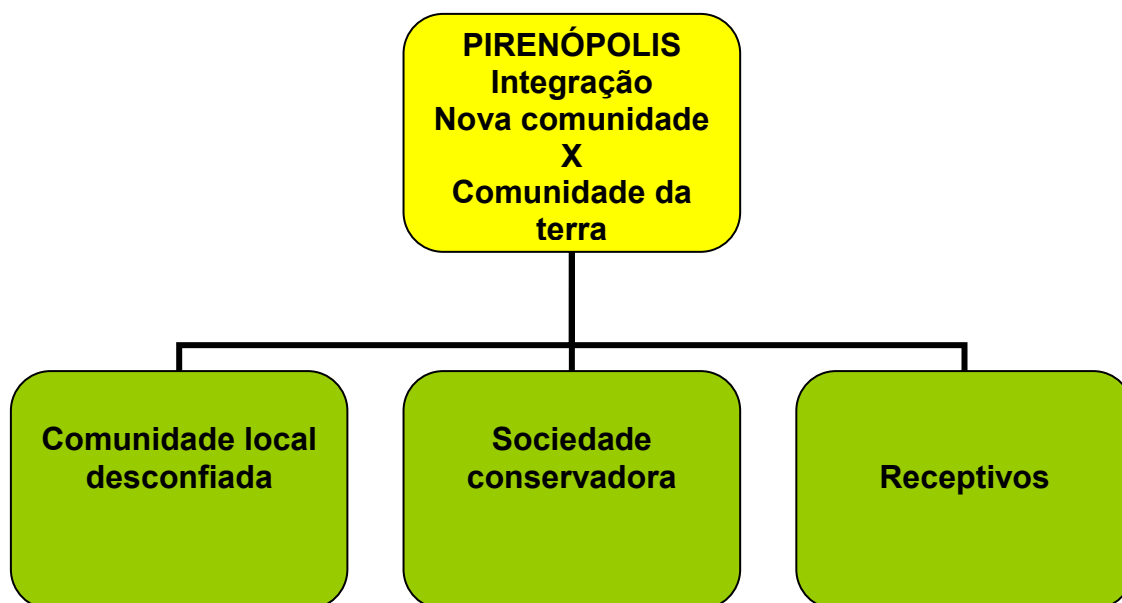 PIRENÓPOLIS
Integração
Nova comunidade
X
Comunidade da
terra
Comunidade local
desconfiada
Sociedade
conservadora
Receptivos